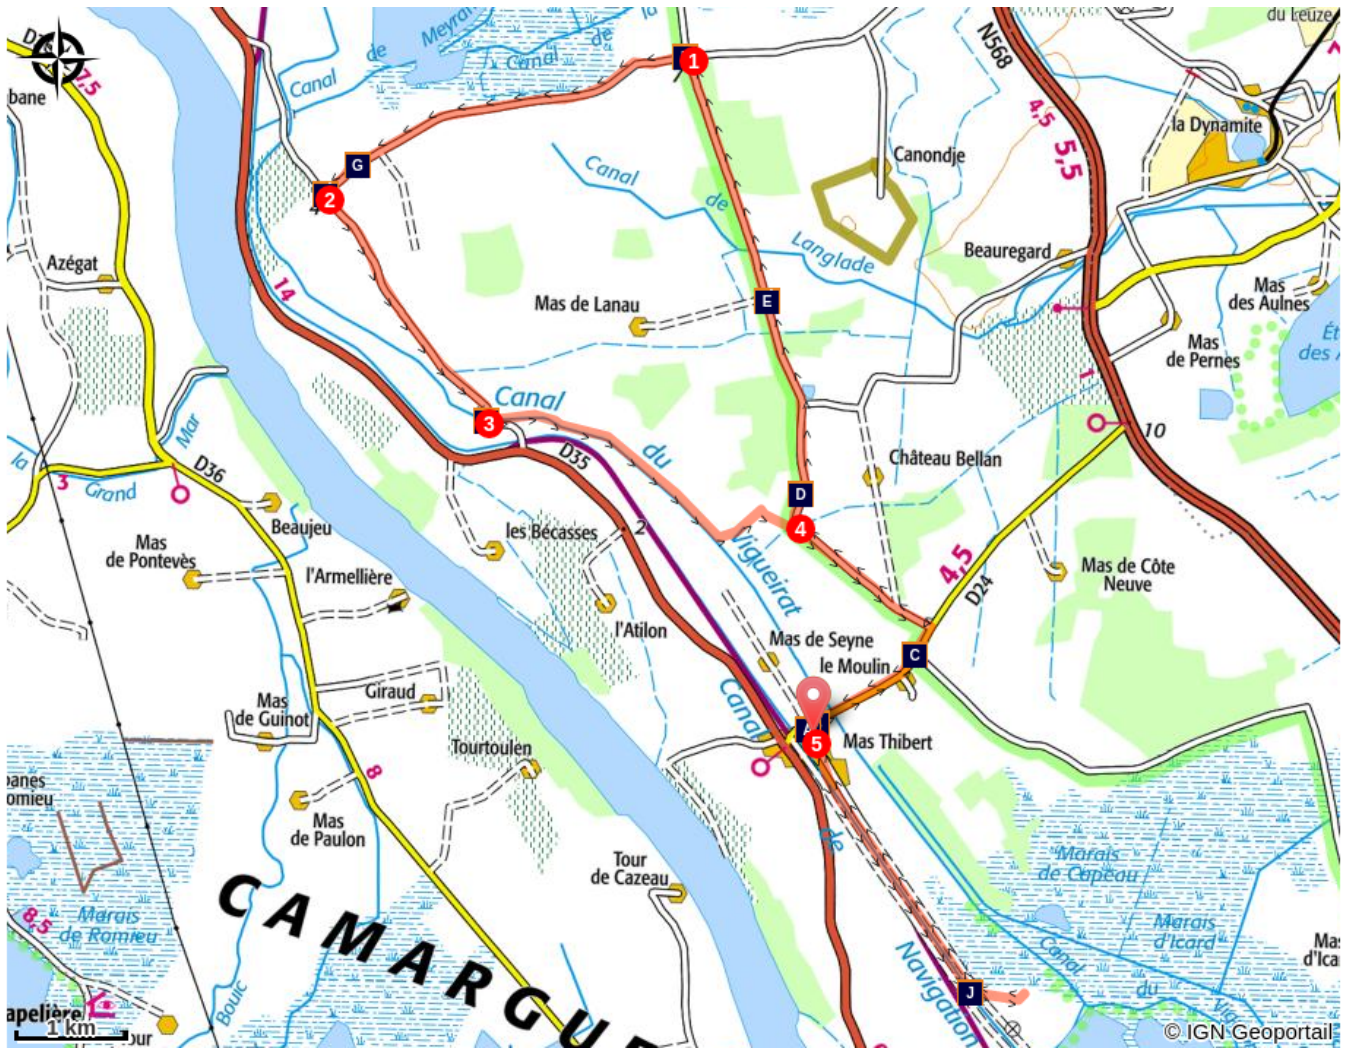 du Leuze
Meyran
de
Canal
de
la
Canal
N568
7,5
bane
4,5
5,5
la Dynamite
1
G
Canondje
Canal
de
2
Langlade
Beauregard
Azégat
14
Mas de Lanau
E
Mas
des Aulnes
Mas
de Pernes
1
Canal
3
du
D35
10
Mar
la
Grand
3
D36
Château Bellan
D
4
Beaujeu
les Bécasses
2
Vigueirat
4,5
D24
Mas
de Pontevès
l'Armellière
Mas de Côte
Neuve
l'Atilon
Mas de Seyne
le Moulin
C
Giraud
Mas
de Guinot
Canal
5
Mas Thibert
Tourtoulen
8
Mas
de Paulon
de
Tour
de Cazeau
Marais
de Capeau
CAMARGUE
8,5
Marais
de Romieu
Marais
d'Icard
Navigation
J
Canal
du
Bouic
apelière
1 km
© IGN Geoportail